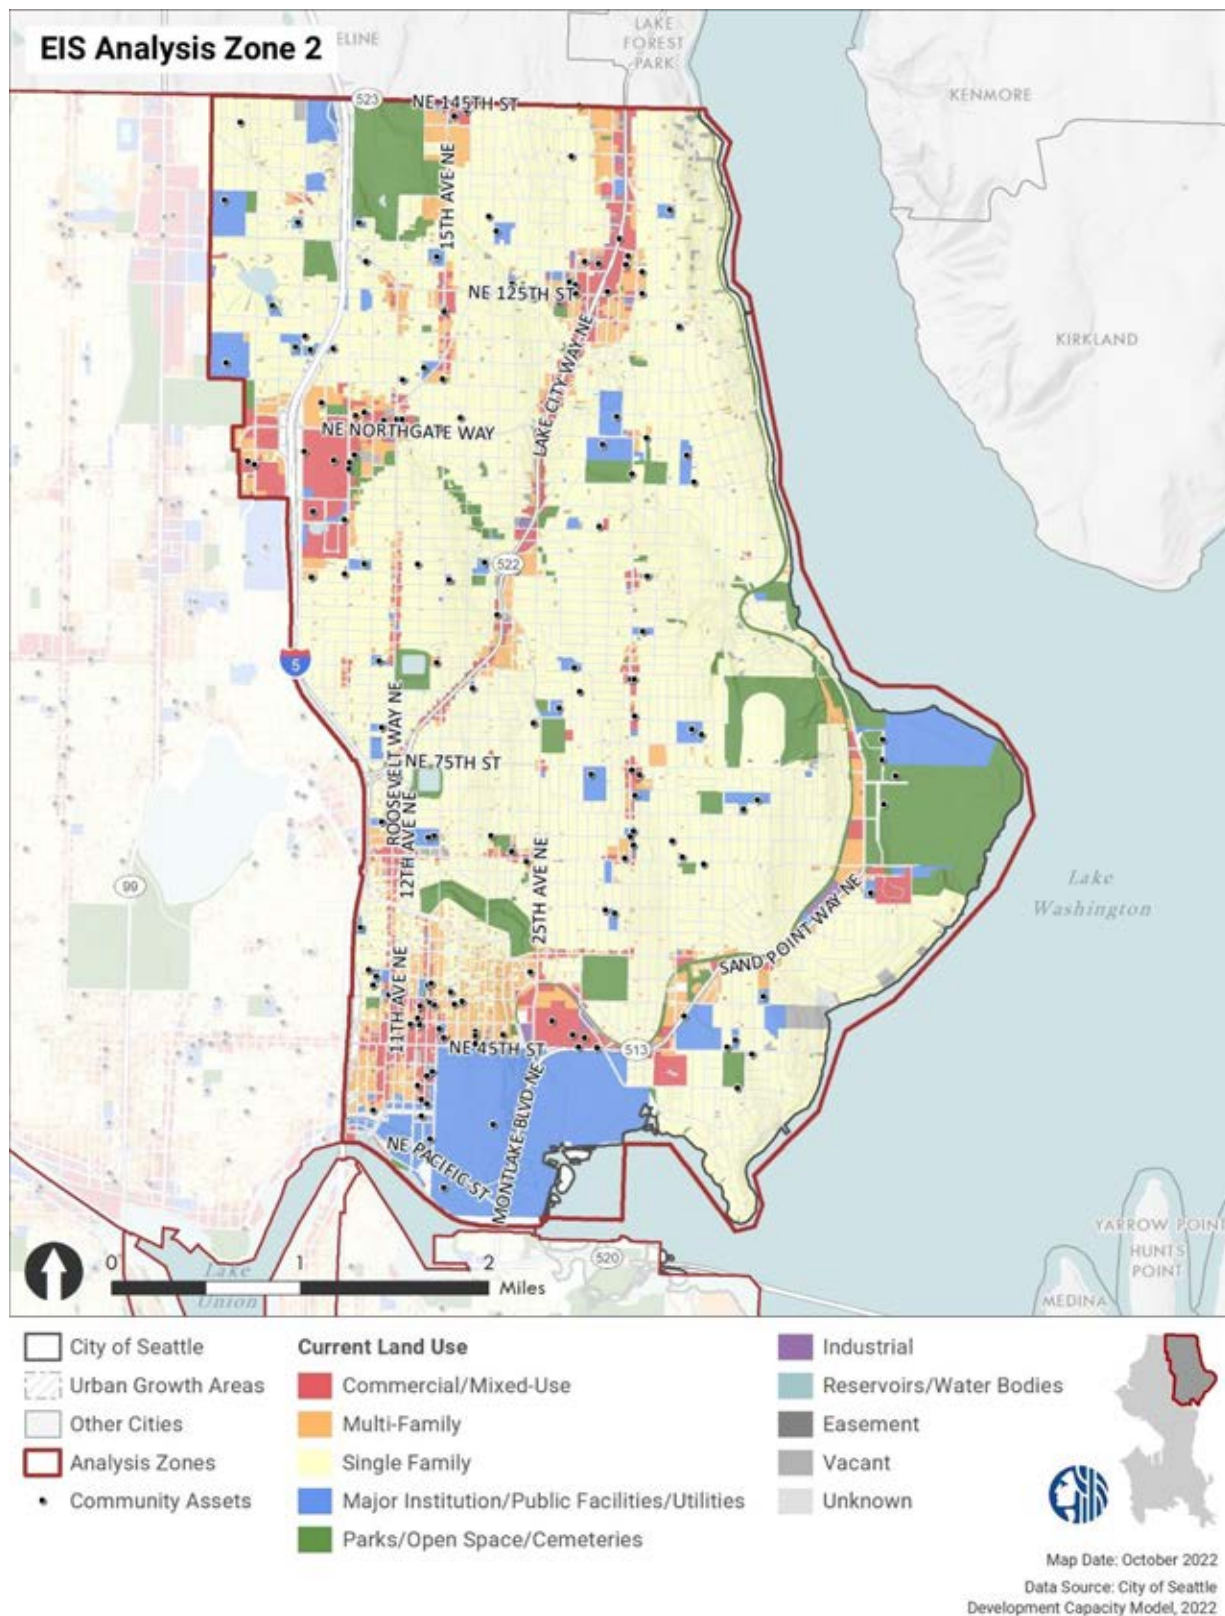 EIS Analysis Zone 2
ELINE
LAKE
FOREST
PARK
KENMORE
KIRKLAND
523
NE 145TH ST
15TH AVE NE
NE 125TH ST
LAKE CITY WAY NE
NE NORTHGATE WAY
522
5
ROOSEVELT WAY NE
NE 75TH ST
12TH AVE NE
25TH AVE NE
99
Lake
Washington
SAND POINT WAY NE
11TH AVE NE
NE 45TH ST
513
MONTLAKE BLVD NE
NE PACIFIC ST
520
YARROW POINT
HUNTS
POINT
MEDINA
Lake
Union
0 1 2
Miles
City of Seattle
Urban Growth Areas
Other Cities
Analysis Zones
Community Assets
Current Land Use
Commercial/Mixed-Use
Multi-Family
Single Family
Major Institution/Public Facilities/Utilities
Parks/Open Space/Cemeteries
Industrial
Reservoirs/Water Bodies
Easement
Vacant
Unknown
Map Date: October 2022
Data Source: City of Seattle
Development Capacity Model, 2022